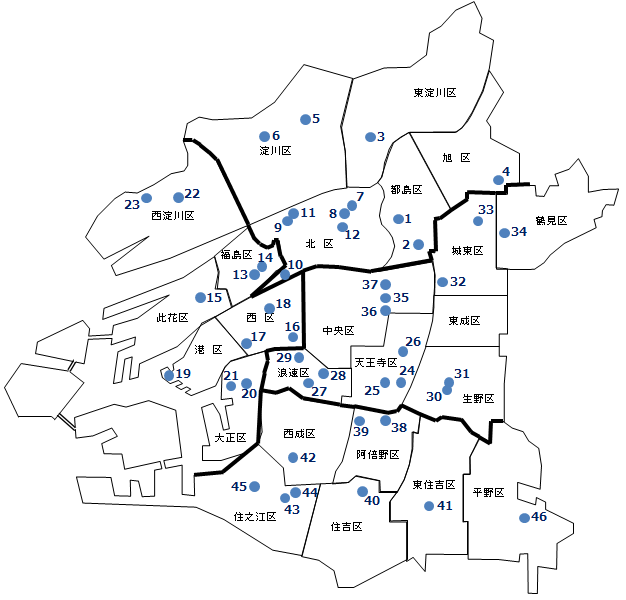 東淀川区
5
6
3
淀川区
旭 区
4
都島区
22
23
西淀川区
7
11
8
9
12
1
33
鶴見区
34
北 区
2
城東区
福島区
14
13
10
32
37
15
18
35
此花区
西 区
36
中央区
東成区
16
17
港 区
26
29
天王寺区
19
21
20
浪速区
28
27
25
24
31
30
生野区
大正区
西成区
39
38
阿倍野区
42
45
44
43
40
東住吉区
41
平野区
46
住之江区
住吉区